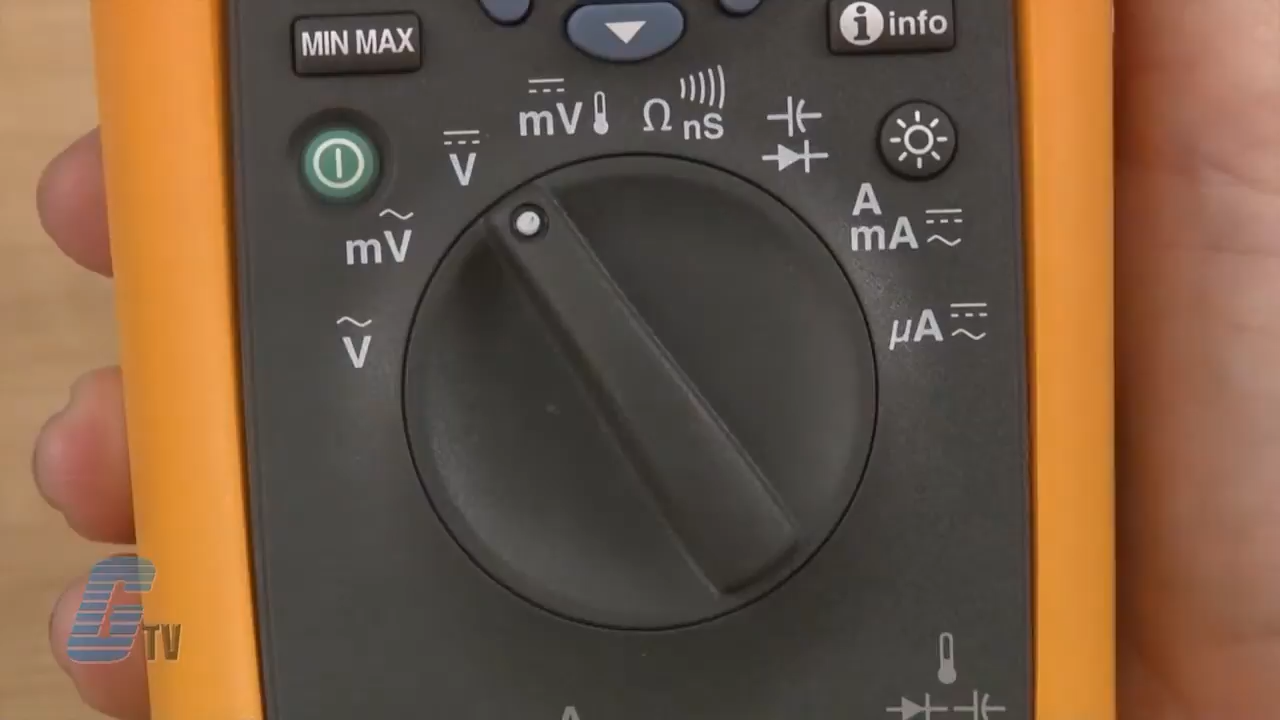 MIN MAX
i info
mV
Ω nS
V
A
mA
mV
µA
V
G TV
A